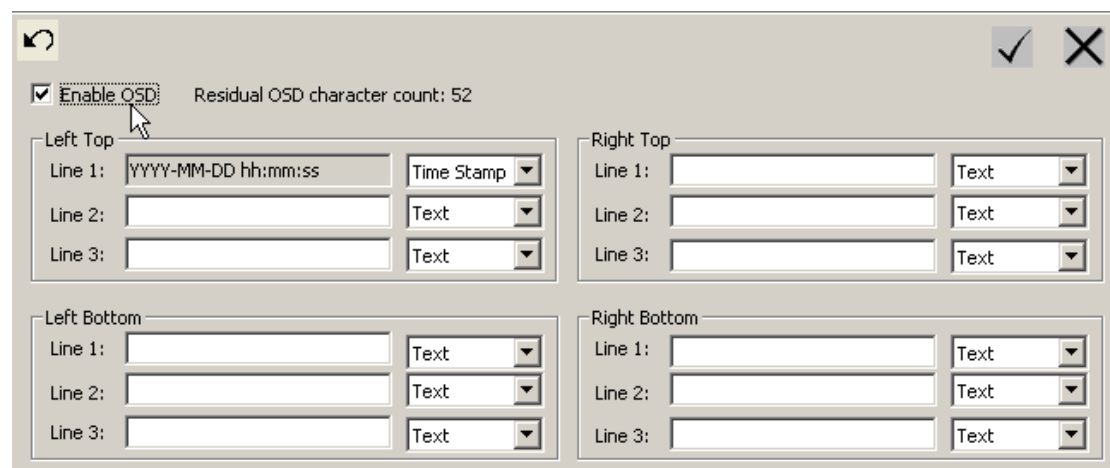 Enable OSD Residual OSD character count: 52
Left Top
Line 1: YYYY-MM-DD hh:mm:ss Time Stamp
Line 2: Text
Line 3: Text
Right Top
Line 1: Text
Line 2: Text
Line 3: Text
Left Bottom
Line 1: Text
Line 2: Text
Line 3: Text
Right Bottom
Line 1: Text
Line 2: Text
Line 3: Text